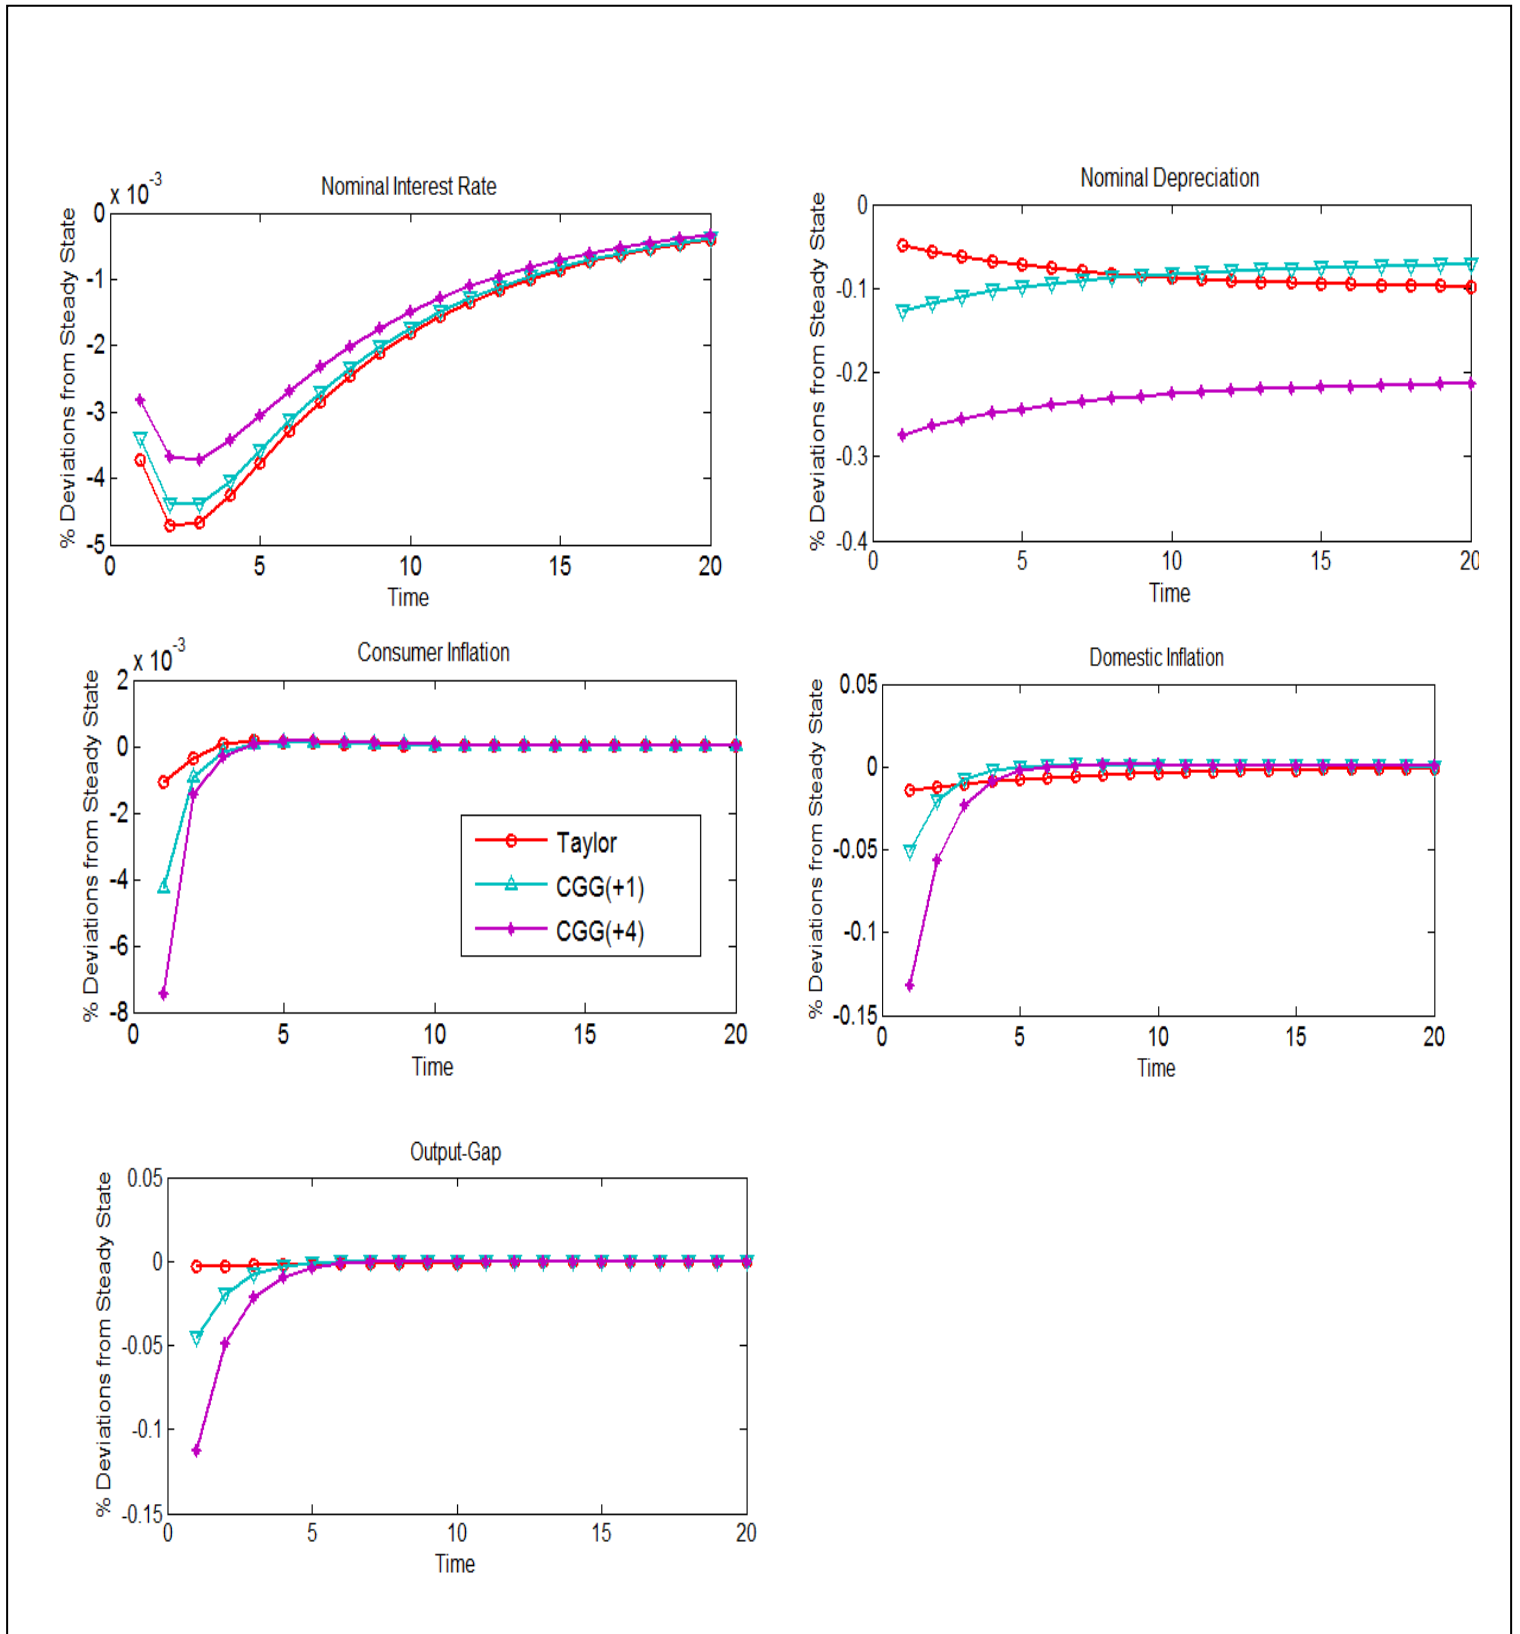 Nominal Interest Rate
x 10^-3
% Deviations from Steady State
0
-1
-2
-3
-4
-5
0 5 10 15 20
Time
Nominal Depreciation
% Deviations from Steady State
0
-0.1
-0.2
-0.3
-0.4
0 5 10 15 20
Time
Consumer Inflation
x 10^-3
% Deviations from Steady State
2
0
-2
-4
-6
-8
0 5 10 15 20
Time
Taylor
CGG(+1)
CGG(+4)
Domestic Inflation
% Deviations from Steady State
0.05
0
-0.05
-0.1
-0.15
0 5 10 15 20
Time
Output-Gap
% Deviations from Steady State
0.05
0
-0.05
-0.1
-0.15
0 5 10 15 20
Time